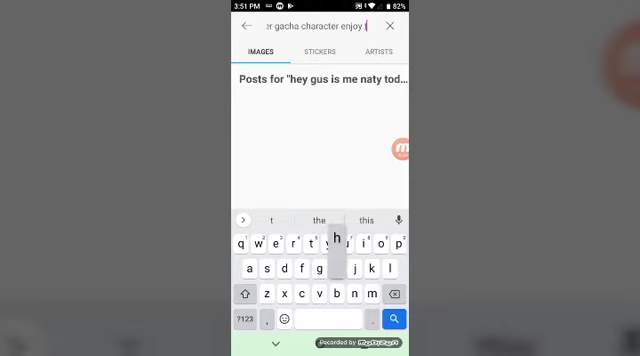 3:51 PM 82%
er gacha character enjoy
IMAGES STICKERS ARTISTS
Posts for "hey gus is me naty tod...
t the this
h
q w e r t y u i o p
a s d f g j k l
z x c v b n m
?123 , .
Recorded by